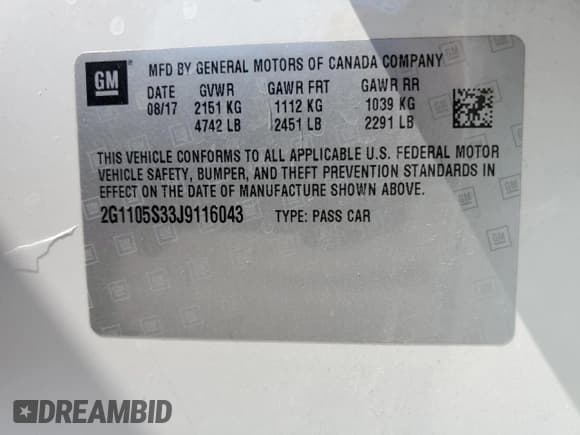 GM MFD BY GENERAL MOTORS OF CANADA COMPANY
DATE GVWR GAWR FRT GAWR RR
08/17 2151 KG 1112 KG 1039 KG
4742 LB 2451 LB 2291 LB
THIS VEHICLE CONFORMS TO ALL APPLICABLE U.S. FEDERAL MOTOR
VEHICLE SAFETY, BUMPER, AND THEFT PREVENTION STANDARDS IN
EFFECT ON THE DATE OF MANUFACTURE SHOWN ABOVE.
2G1105S33J9116043 TYPE: PASS CAR
DREAMBID